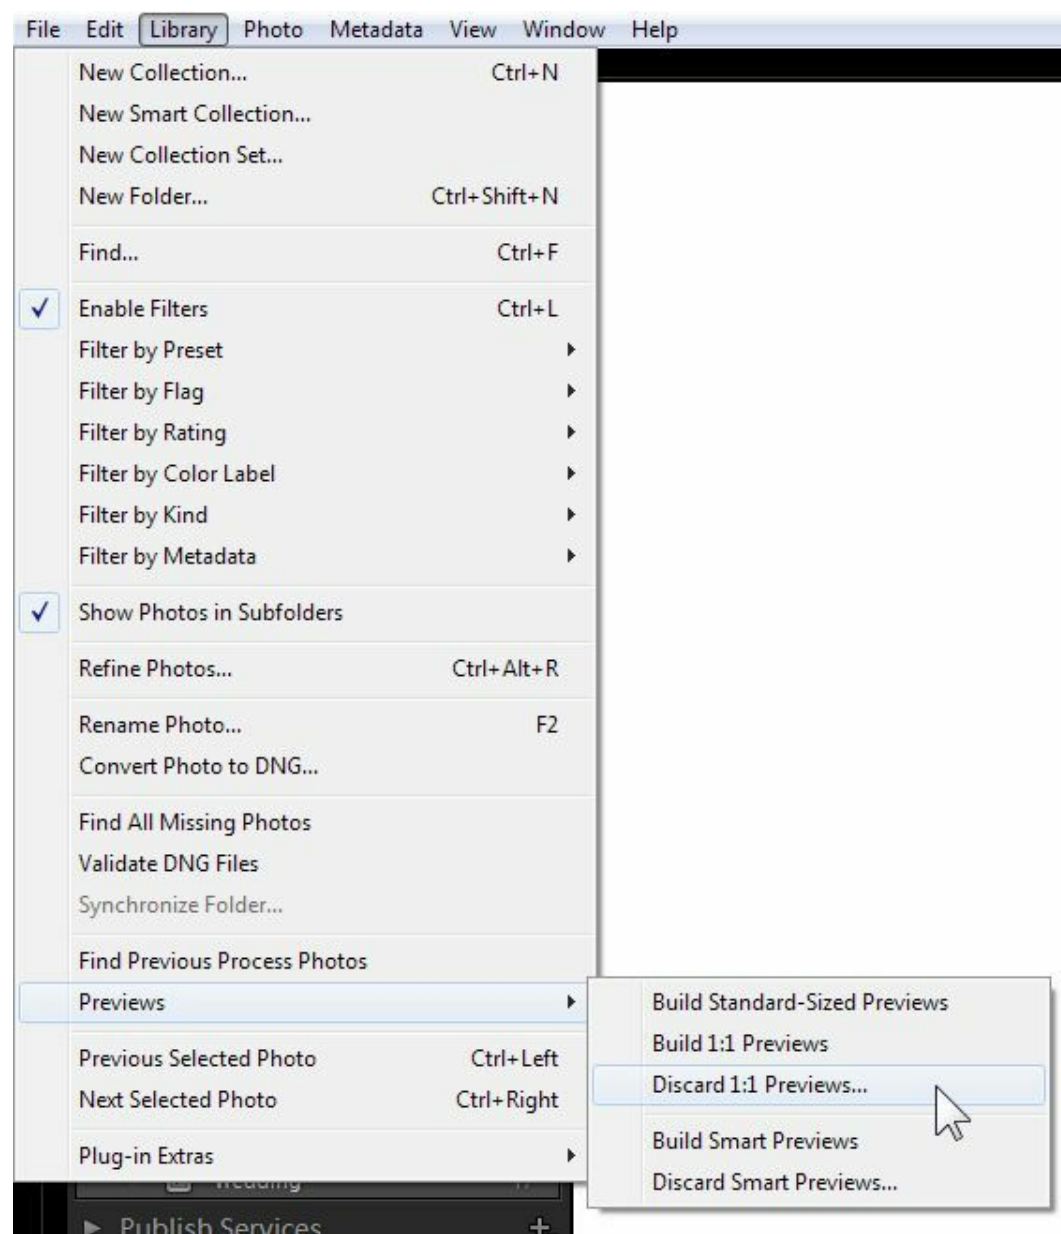 File Edit Library Photo Metadata View Window Help
New Collection... Ctrl+N
New Smart Collection...
New Collection Set...
New Folder... Ctrl+Shift+N
Find... Ctrl+F
Enable Filters Ctrl+L
Filter by Preset
Filter by Flag
Filter by Rating
Filter by Color Label
Filter by Kind
Filter by Metadata
Show Photos in Subfolders
Refine Photos... Ctrl+Alt+R
Rename Photo... F2
Convert Photo to DNG...
Find All Missing Photos
Validate DNG Files
Synchronize Folder...
Find Previous Process Photos
Previews
Build Standard-Sized Previews
Build 1:1 Previews
Discard 1:1 Previews...
Build Smart Previews
Discard Smart Previews...
Previous Selected Photo Ctrl+Left
Next Selected Photo Ctrl+Right
Plug-in Extras
Wedding
Publish Services